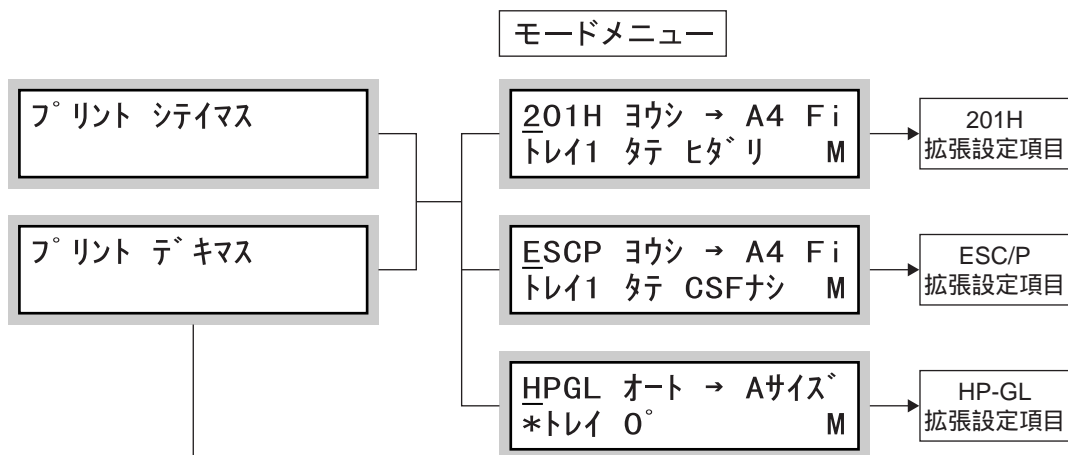 モードメニュー
プリント シテイマス
201H ヨウシ → A4 Fi
トレイ1 タテ ヒダリ M
201H
拡張設定項目
プリント デキマス
ESCP ヨウシ → A4 Fi
トレイ1 タテ CSFナシ M
ESC/P
拡張設定項目
HPGL オート → Aサイズ
*トレイ 0° M
HP-GL
拡張設定項目